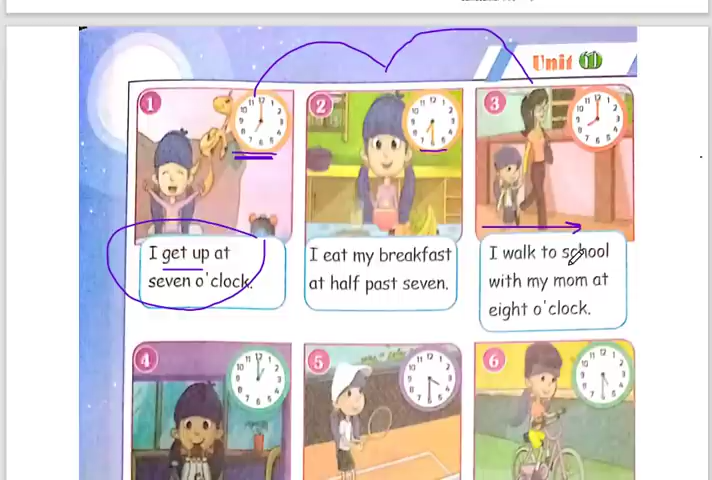 Unit 11
1
2
3
I get up at
seven o'clock.
I eat my breakfast
at half past seven.
I walk to school
with my mom at
eight o'clock.
4
5
6